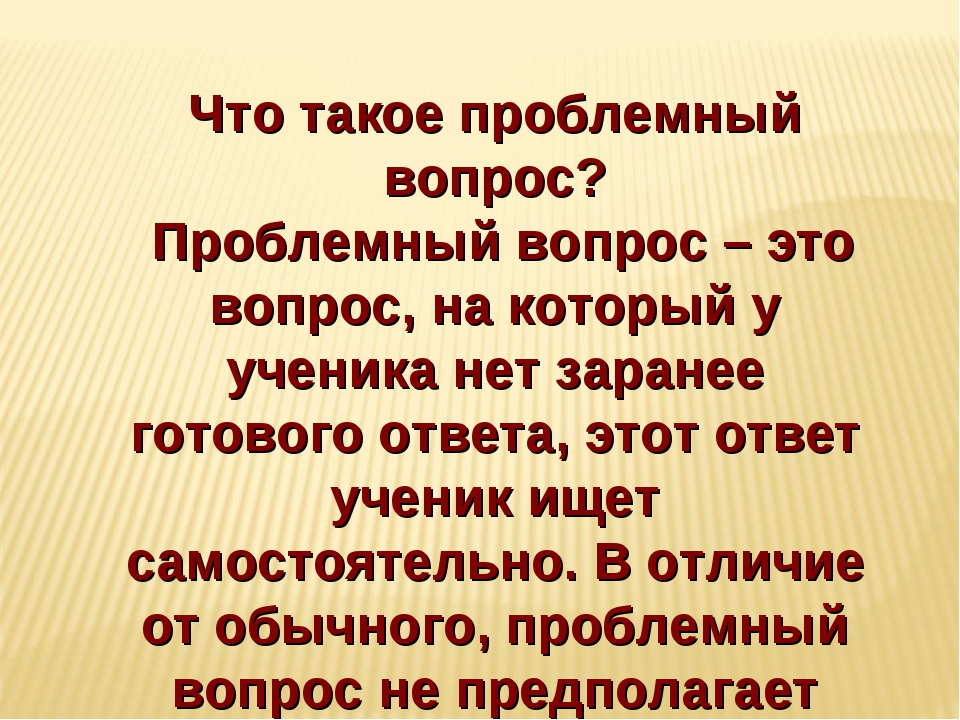 Что такое проблемный
вопрос?
Проблемный вопрос – это
вопрос, на который у
ученика нет заранее
готового ответа, этот ответ
ученик ищет
самостоятельно. В отличие
от обычного, проблемный
вопрос не предполагает